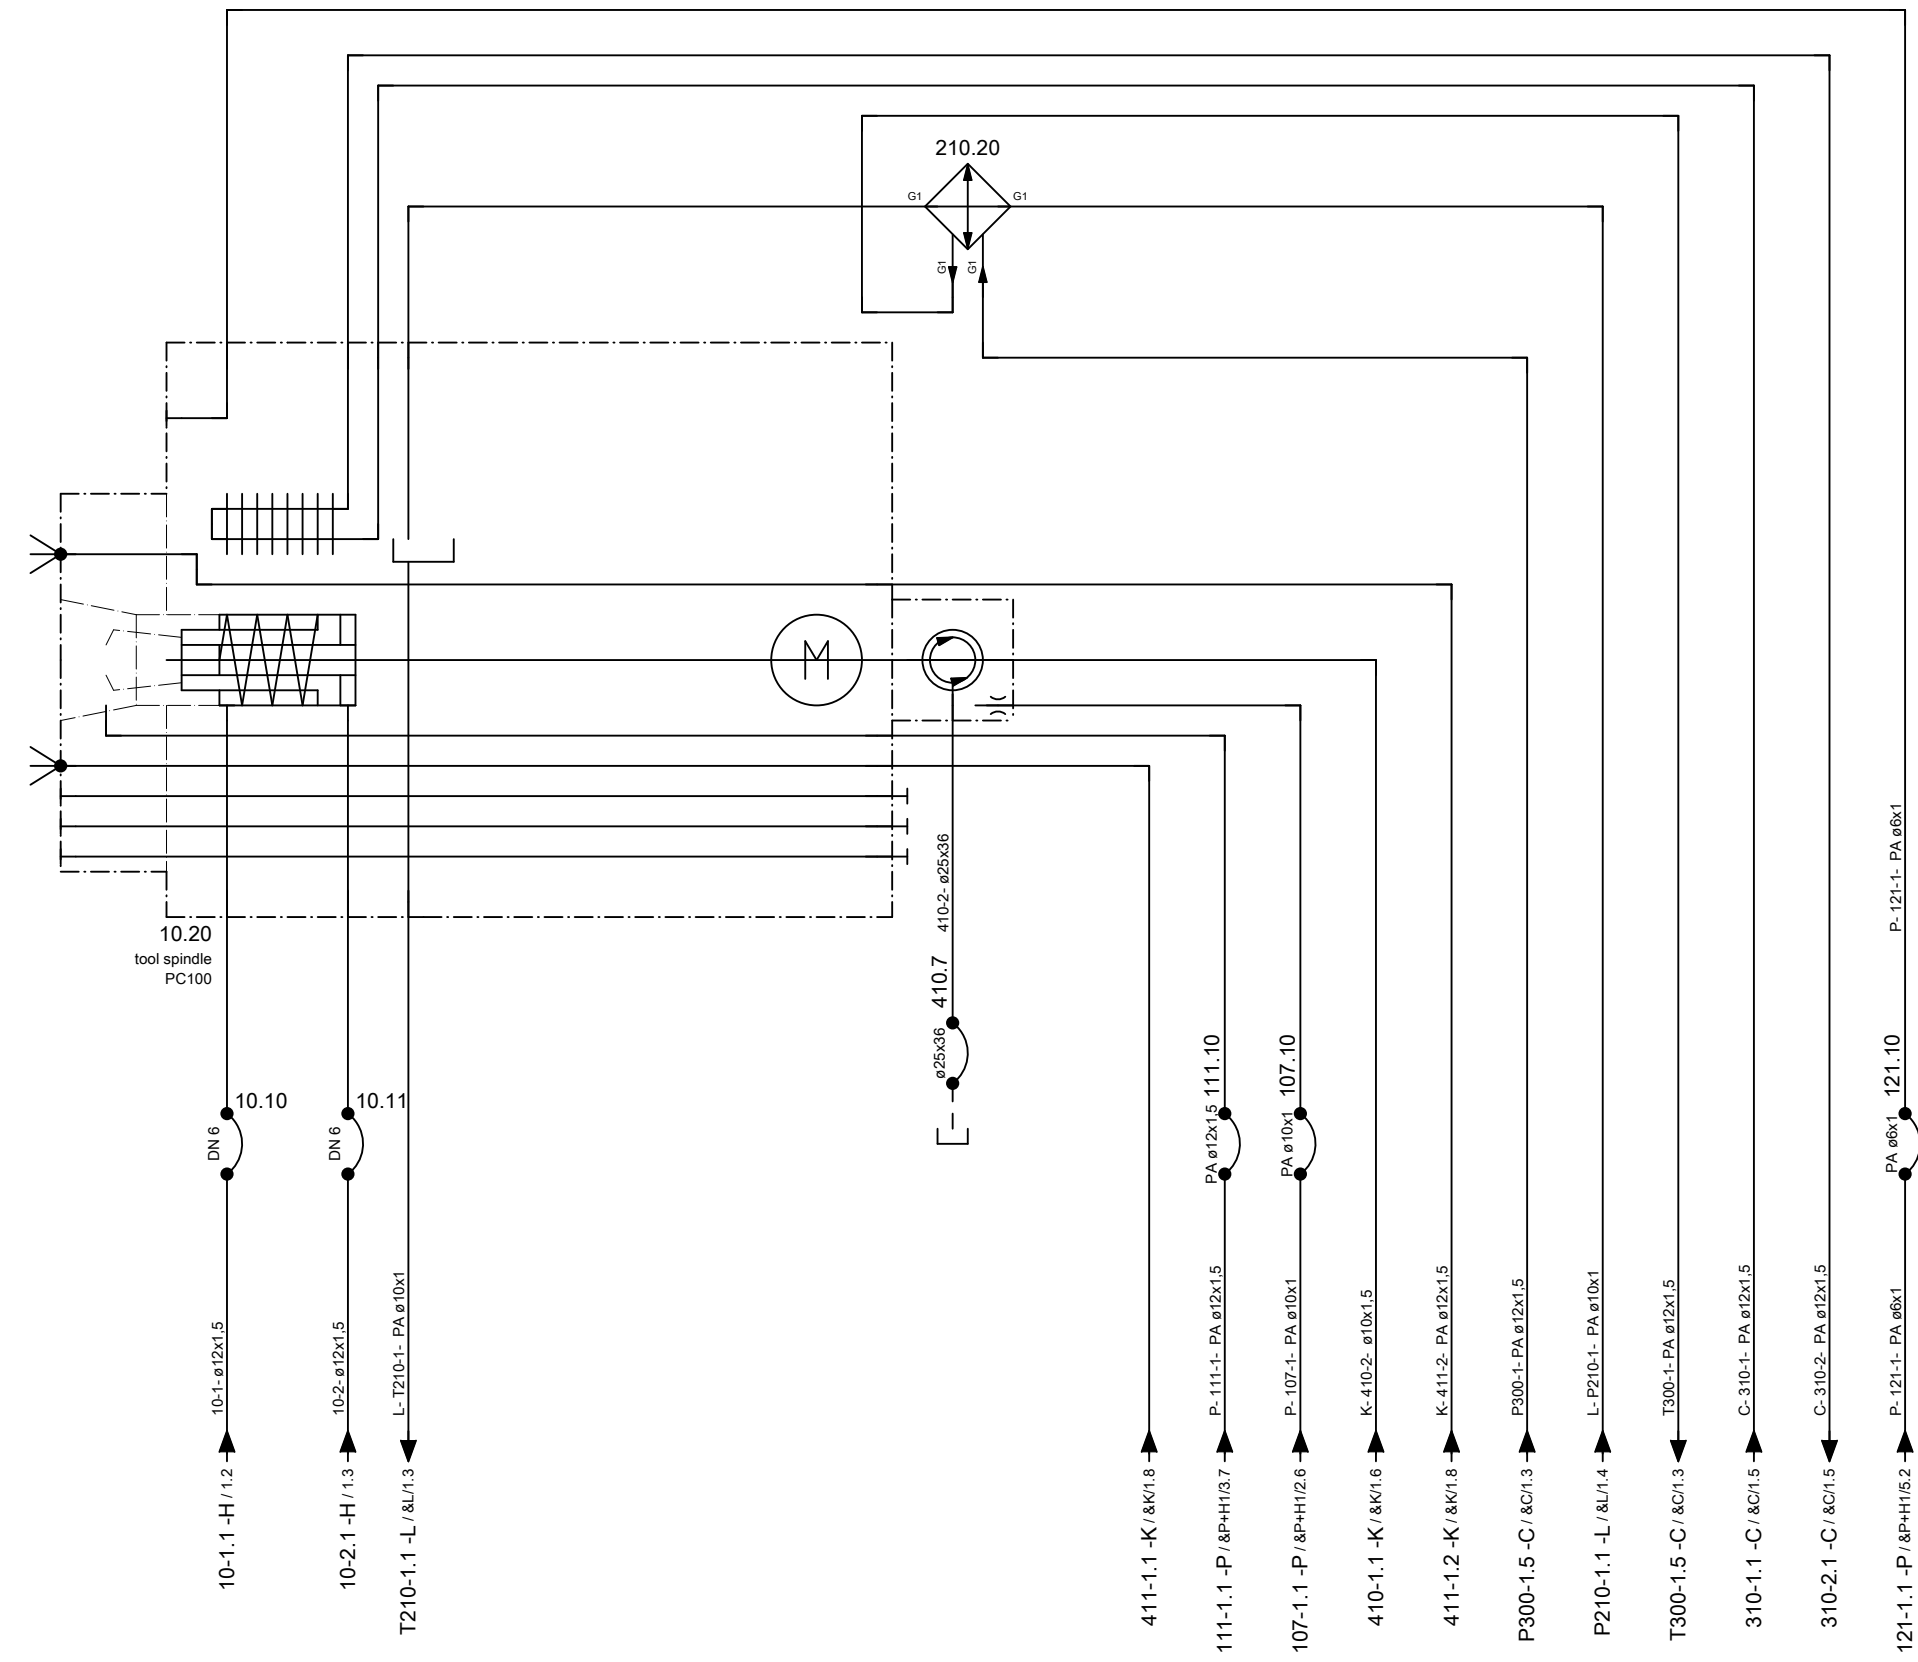 210.20
G1
G1
G1
G1
M
10.20
tool spindle
PC100
410-2- ø25x36
410.7
ø25x36
10.10
DN 6
10.11
DN 6
111.10
PA ø12x1,5
107.10
PA ø10x1
P- 121-1- PA ø6x1
121.10
PA ø6x1
10-1- ø12x1,5
10-2- ø12x1,5
L- T210-1- PA ø10x1
P- 111-1- PA ø12x1,5
P- 107-1- PA ø10x1
K- 410-2- ø10x1,5
K- 411-2- PA ø12x1,5
P300-1- PA ø12x1,5
L- P210-1- PA ø10x1
T300-1- PA ø12x1,5
C- 310-1- PA ø12x1,5
C- 310-2- PA ø12x1,5
P- 121-1- PA ø6x1
10-1.1 -H / 1.2
10-2.1 -H / 1.3
T210-1.1 -L / &L/1.3
411-1.1 -K / &K/1.8
111-1.1 -P / &P+H1/3.7
107-1.1 -P / &P+H1/2.6
410-1.1 -K / &K/1.6
411-1.2 -K / &K/1.8
P300-1.5 -C / &C/1.3
P210-1.1 -L / &L/1.4
T300-1.5 -C / &C/1.3
310-1.1 -C / &C/1.5
310-2.1 -C / &C/1.5
121-1.1 -P / &P+H1/5.2